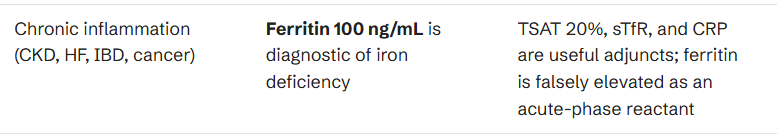 Chronic inflammation
(CKD, HF, IBD, cancer)
Ferritin 100 ng/mL is
diagnostic of iron
deficiency
TSAT 20%, sTfR, and CRP
are useful adjuncts; ferritin
is falsely elevated as an
acute-phase reactant